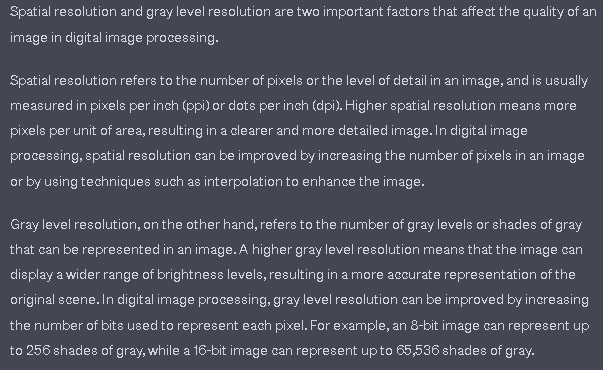 Spatial resolution and gray level resolution are two important factors that affect the quality of an
image in digital image processing.
Spatial resolution refers to the number of pixels or the level of detail in an image, and is usually
measured in pixels per inch (ppi) or dots per inch (dpi). Higher spatial resolution means more
pixels per unit of area, resulting in a clearer and more detailed image. In digital image
processing, spatial resolution can be improved by increasing the number of pixels in an image
or by using techniques such as interpolation to enhance the image.
Gray level resolution, on the other hand, refers to the number of gray levels or shades of gray
that can be represented in an image. A higher gray level resolution means that the image can
display a wider range of brightness levels, resulting in a more accurate representation of the
original scene. In digital image processing, gray level resolution can be improved by increasing
the number of bits used to represent each pixel. For example, an 8-bit image can represent up
to 256 shades of gray, while a 16-bit image can represent up to 65,536 shades of gray.